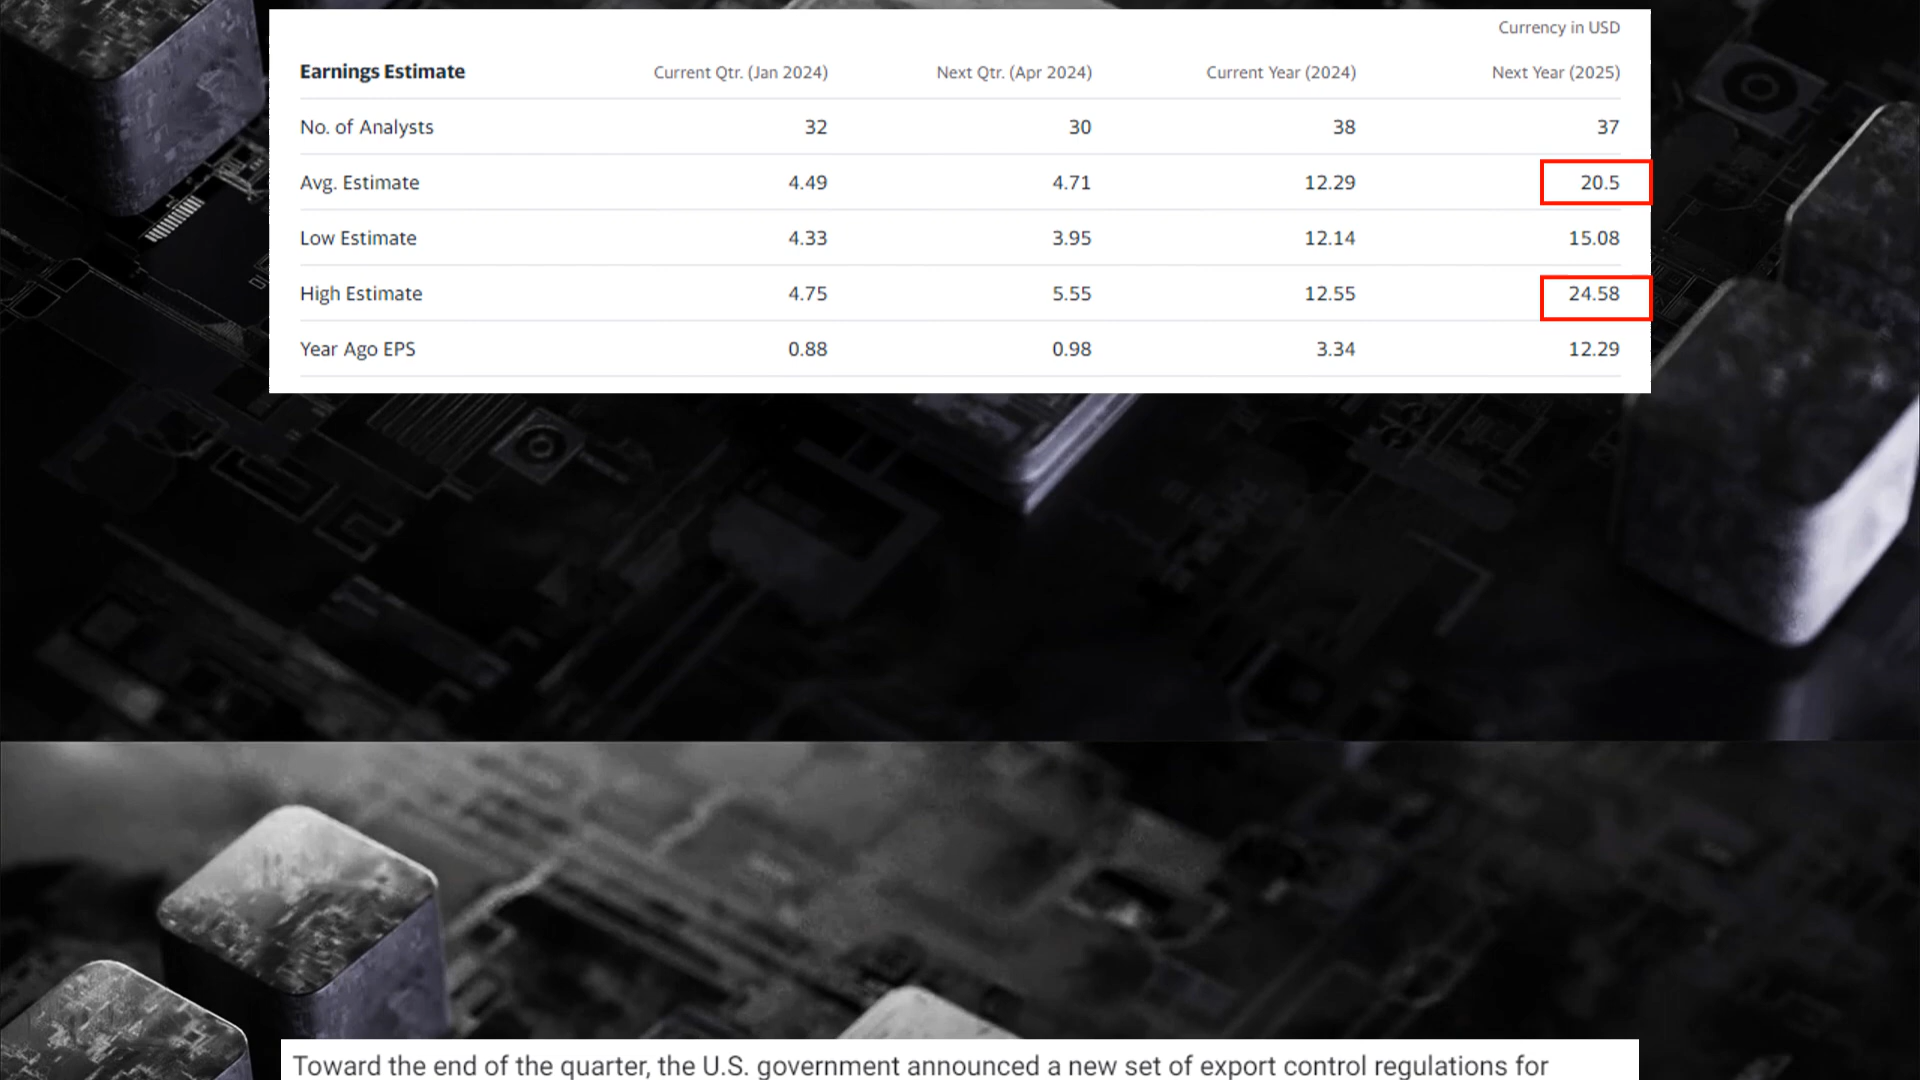 Currency in USD
Earnings Estimate Current Qtr. (Jan 2024) Next Qtr. (Apr 2024) Current Year (2024) Next Year (2025)
No. of Analysts 32 30 38 37
Avg. Estimate 4.49 4.71 12.29 20.5
Low Estimate 4.33 3.95 12.14 15.08
High Estimate 4.75 5.55 12.55 24.58
Year Ago EPS 0.88 0.98 3.34 12.29
Toward the end of the quarter, the U.S. government announced a new set of export control regulations for